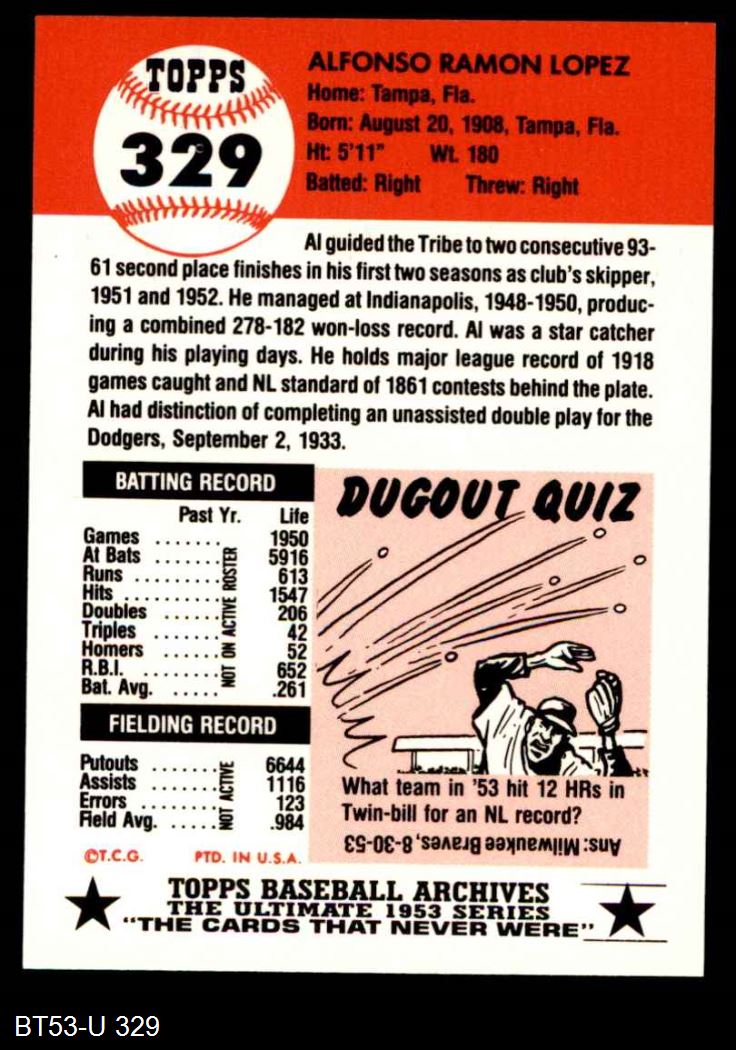 TOPPS
329
ALFONSO RAMON LOPEZ
Home: Tampa, Fla.
Born: August 20, 1908, Tampa, Fla.
Ht: 5'11" Wt. 180
Batted: Right Threw: Right
Al guided the Tribe to two consecutive 93-
61 second place finishes in his first two seasons as club's skipper,
1951 and 1952. He managed at Indianapolis, 1948-1950, produc-
ing a combined 278-182 won-loss record. Al was a star catcher
during his playing days. He holds major league record of 1918
games caught and NL standard of 1861 contests behind the plate.
Al had distinction of completing an unassisted double play for the
Dodgers, September 2, 1933.
BATTING RECORD
Past Yr. Life
Games ....... 1950
At Bats ....... 5916
Runs ......... 613
Hits .......... 1547
Doubles ...... 206
Triples ....... 42
Homers ...... 52
R.B.I. ........ 652
Bat. Avg. ..... .261
NOT ON ACTIVE ROSTER
FIELDING RECORD
Putouts ...... 6644
Assists ....... 1116
Errors ........ 123
Field Avg. ..... .984
NOT ACTIVE
©T.C.G. PTD. IN U.S.A.
DUGOUT QUIZ
What team in '53 hit 12 HRs in
Twin-bill for an NL record?
Ans: Milwaukee Braves, 8-30-53
TOPPS BASEBALL ARCHIVES
THE ULTIMATE 1953 SERIES
"THE CARDS THAT NEVER WERE"
BT53-U 329